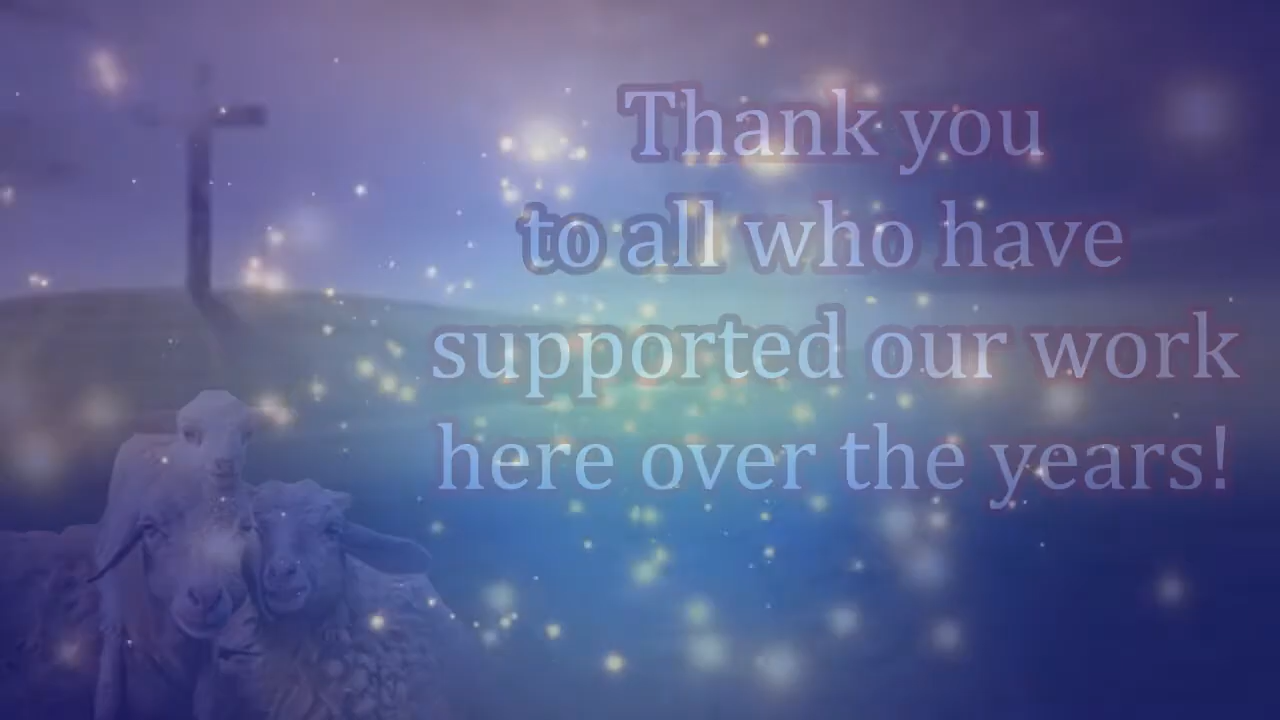 Thank you
to all who have
supported our work
here over the years!